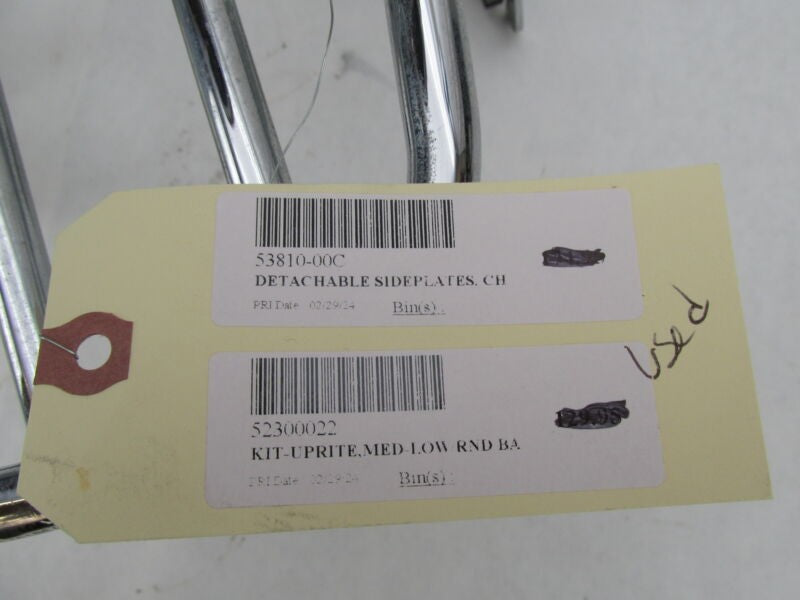 53810-00C
DETACHABLE SIDEPLATES. CH
PRI Date 02/29/24 Bin(s) :
Used
52300022
KIT-UPRITE,MED-LOW RND BA
PRI Date 02/29/24 Bin(s) :